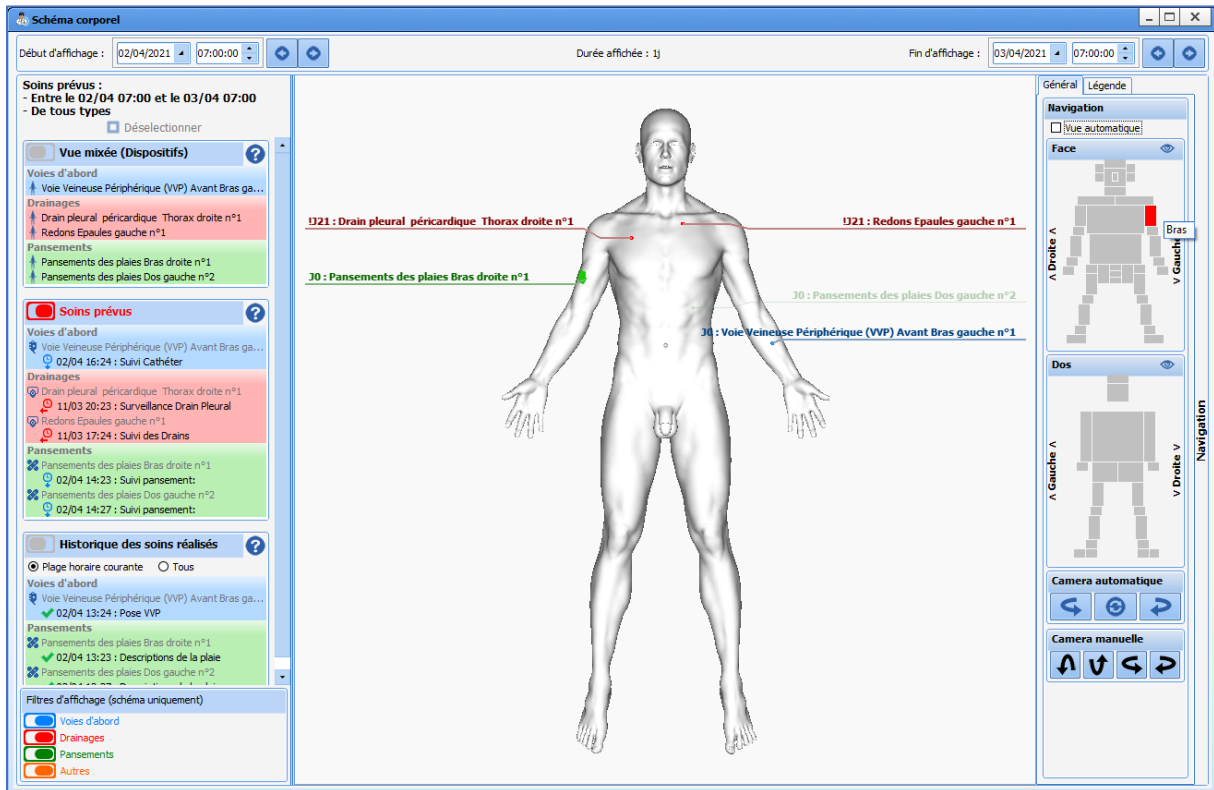 Schéma corporel
Début d'affichage : 02/04/2021 07:00:00
Durée affichée : 1j
Fin d'affichage : 03/04/2021 07:00:00
Soins prévus :
- Entre le 02/04 07:00 et le 03/04 07:00
- De tous types
Déselectionner
Vue mixée (Dispositifs) ?
Voies d'abord
Voie Veineuse Périphérique (VVP) Avant Bras ga...
Drainages
Drain pleural péricardique Thorax droite n°1
Redons Epaules gauche n°1
Pansements
Pansements des plaies Bras droite n°1
Pansements des plaies Dos gauche n°2
Soins prévus ?
Voies d'abord
Voie Veineuse Périphérique (VVP) Avant Bras ga...
02/04 16:24 : Suivi Cathéter
Drainages
Drain pleural péricardique Thorax droite n°1
11/03 20:23 : Surveillance Drain Pleural
Redons Epaules gauche n°1
11/03 17:24 : Suivi des Drains
Pansements
Pansements des plaies Bras droite n°1
02/04 14:23 : Suivi pansement:
Pansements des plaies Dos gauche n°2
02/04 14:27 : Suivi pansement:
Historique des soins réalisés ?
Plage horaire courante Tous
Voies d'abord
Voie Veineuse Périphérique (VVP) Avant Bras ga...
02/04 13:24 : Pose VVP
Pansements
Pansements des plaies Bras droite n°1
02/04 13:23 : Descriptions de la plaie
Pansements des plaies Dos gauche n°2
Filtres d'affichage (schéma uniquement)
Voies d'abord
Drainages
Pansements
Autres
!J21 : Drain pleural péricardique Thorax droite n°1
!J21 : Redons Epaules gauche n°1
J0 : Pansements des plaies Bras droite n°1
J0 : Pansements des plaies Dos gauche n°2
J0 : Voie Veineuse Périphérique (VVP) Avant Bras gauche n°1
Général Légende
Navigation
Vue automatique
Face
Bras
< Droite <
> Gauche >
Dos
< Gauche <
> Droite >
Navigation
Camera automatique
Camera manuelle